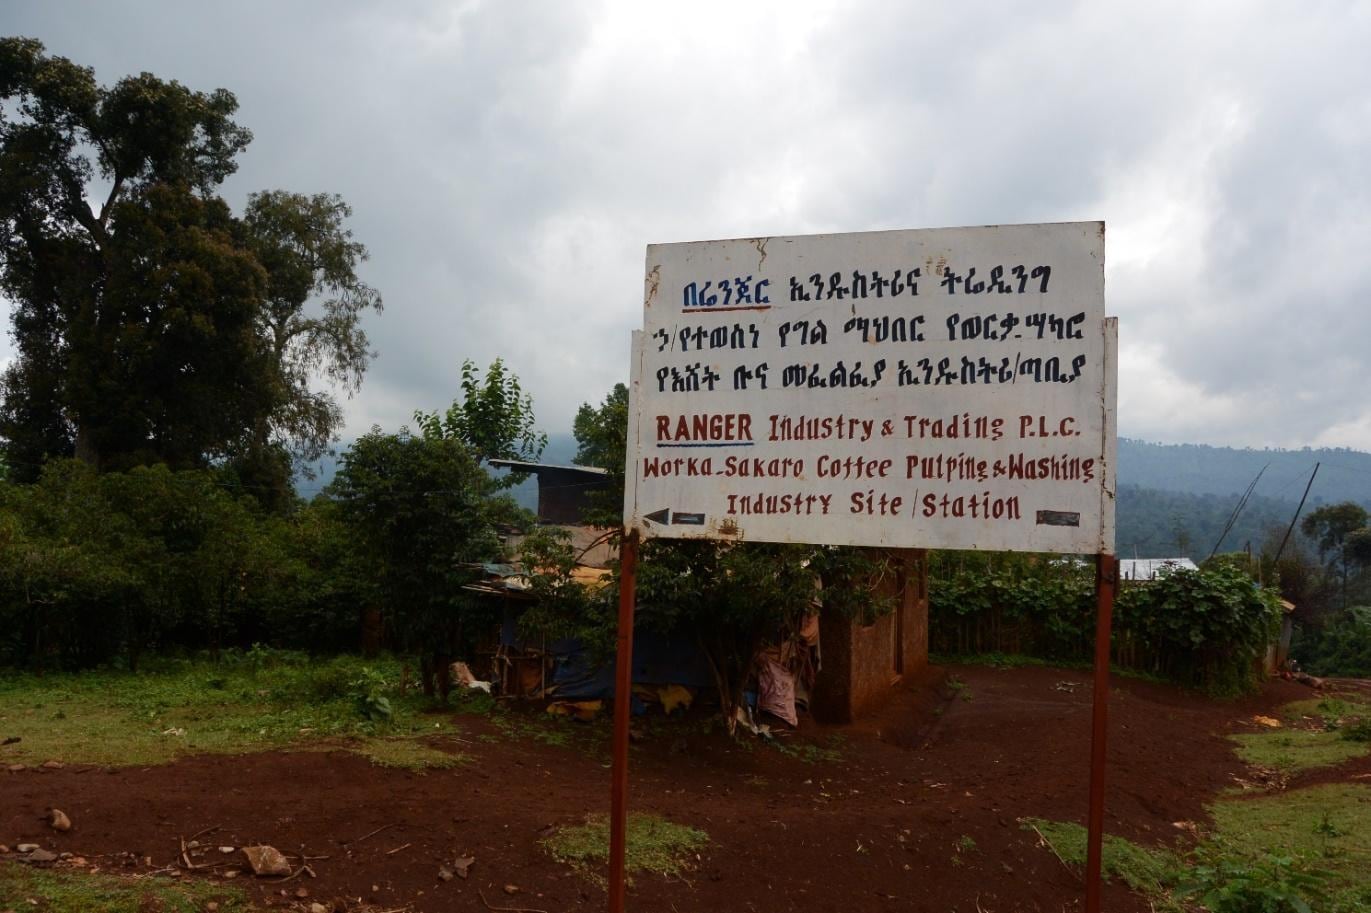 በሬንጀር ኢንዱስትሪና ትሬዲንግ
ኃ/የተወሰነ የግል ማህበር የወርቃ-ሣካሮ
የእሸት ቡና መፈልፈያ ኢንዱስትሪ/ጣቢያ
RANGER Industry & Trading P.L.C.
Worka-Sakaro Coffee Pulping & Washing
Industry Site / Station